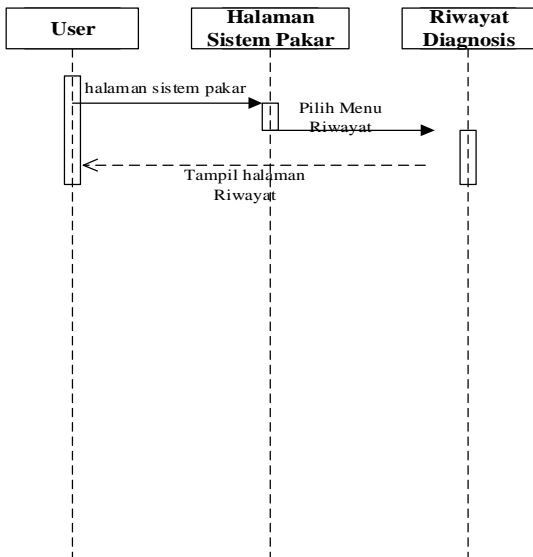 User
Halaman
Sistem Pakar
Riwayat
Diagnosis
halaman sistem pakar
Pilih Menu
Riwayat
Tampil halaman
Riwayat